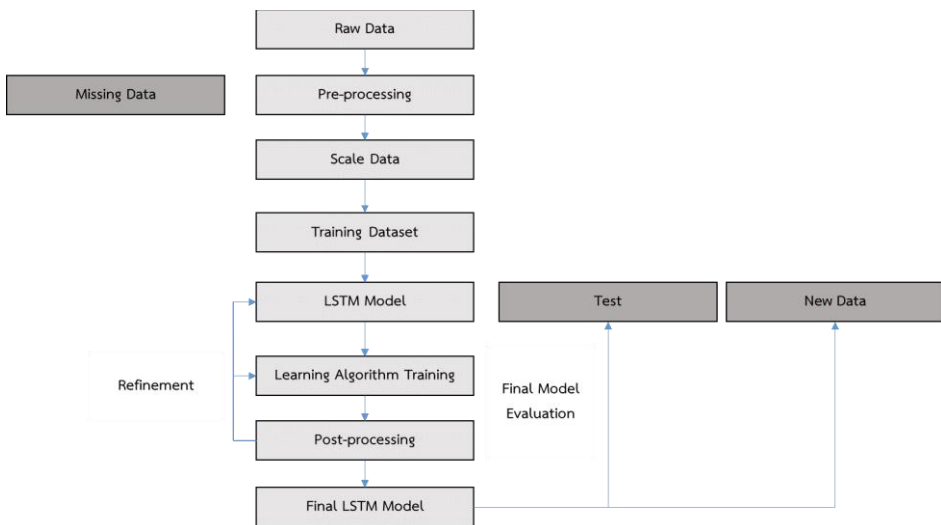 Raw Data
Missing Data
Pre-processing
Scale Data
Training Dataset
LSTM Model
Test
New Data
Refinement
Learning Algorithm Training
Final Model
Evaluation
Post-processing
Final LSTM Model